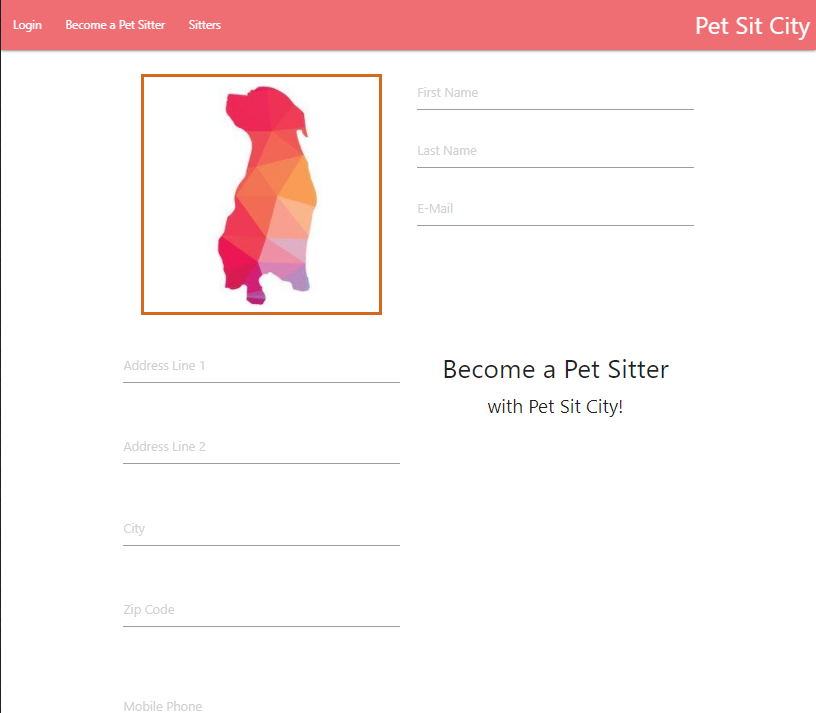 Login Become a Pet Sitter Sitters Pet Sit City
First Name
Last Name
E-Mail
Address Line 1
Become a Pet Sitter
with Pet Sit City!
Address Line 2
City
Zip Code
Mobile Phone